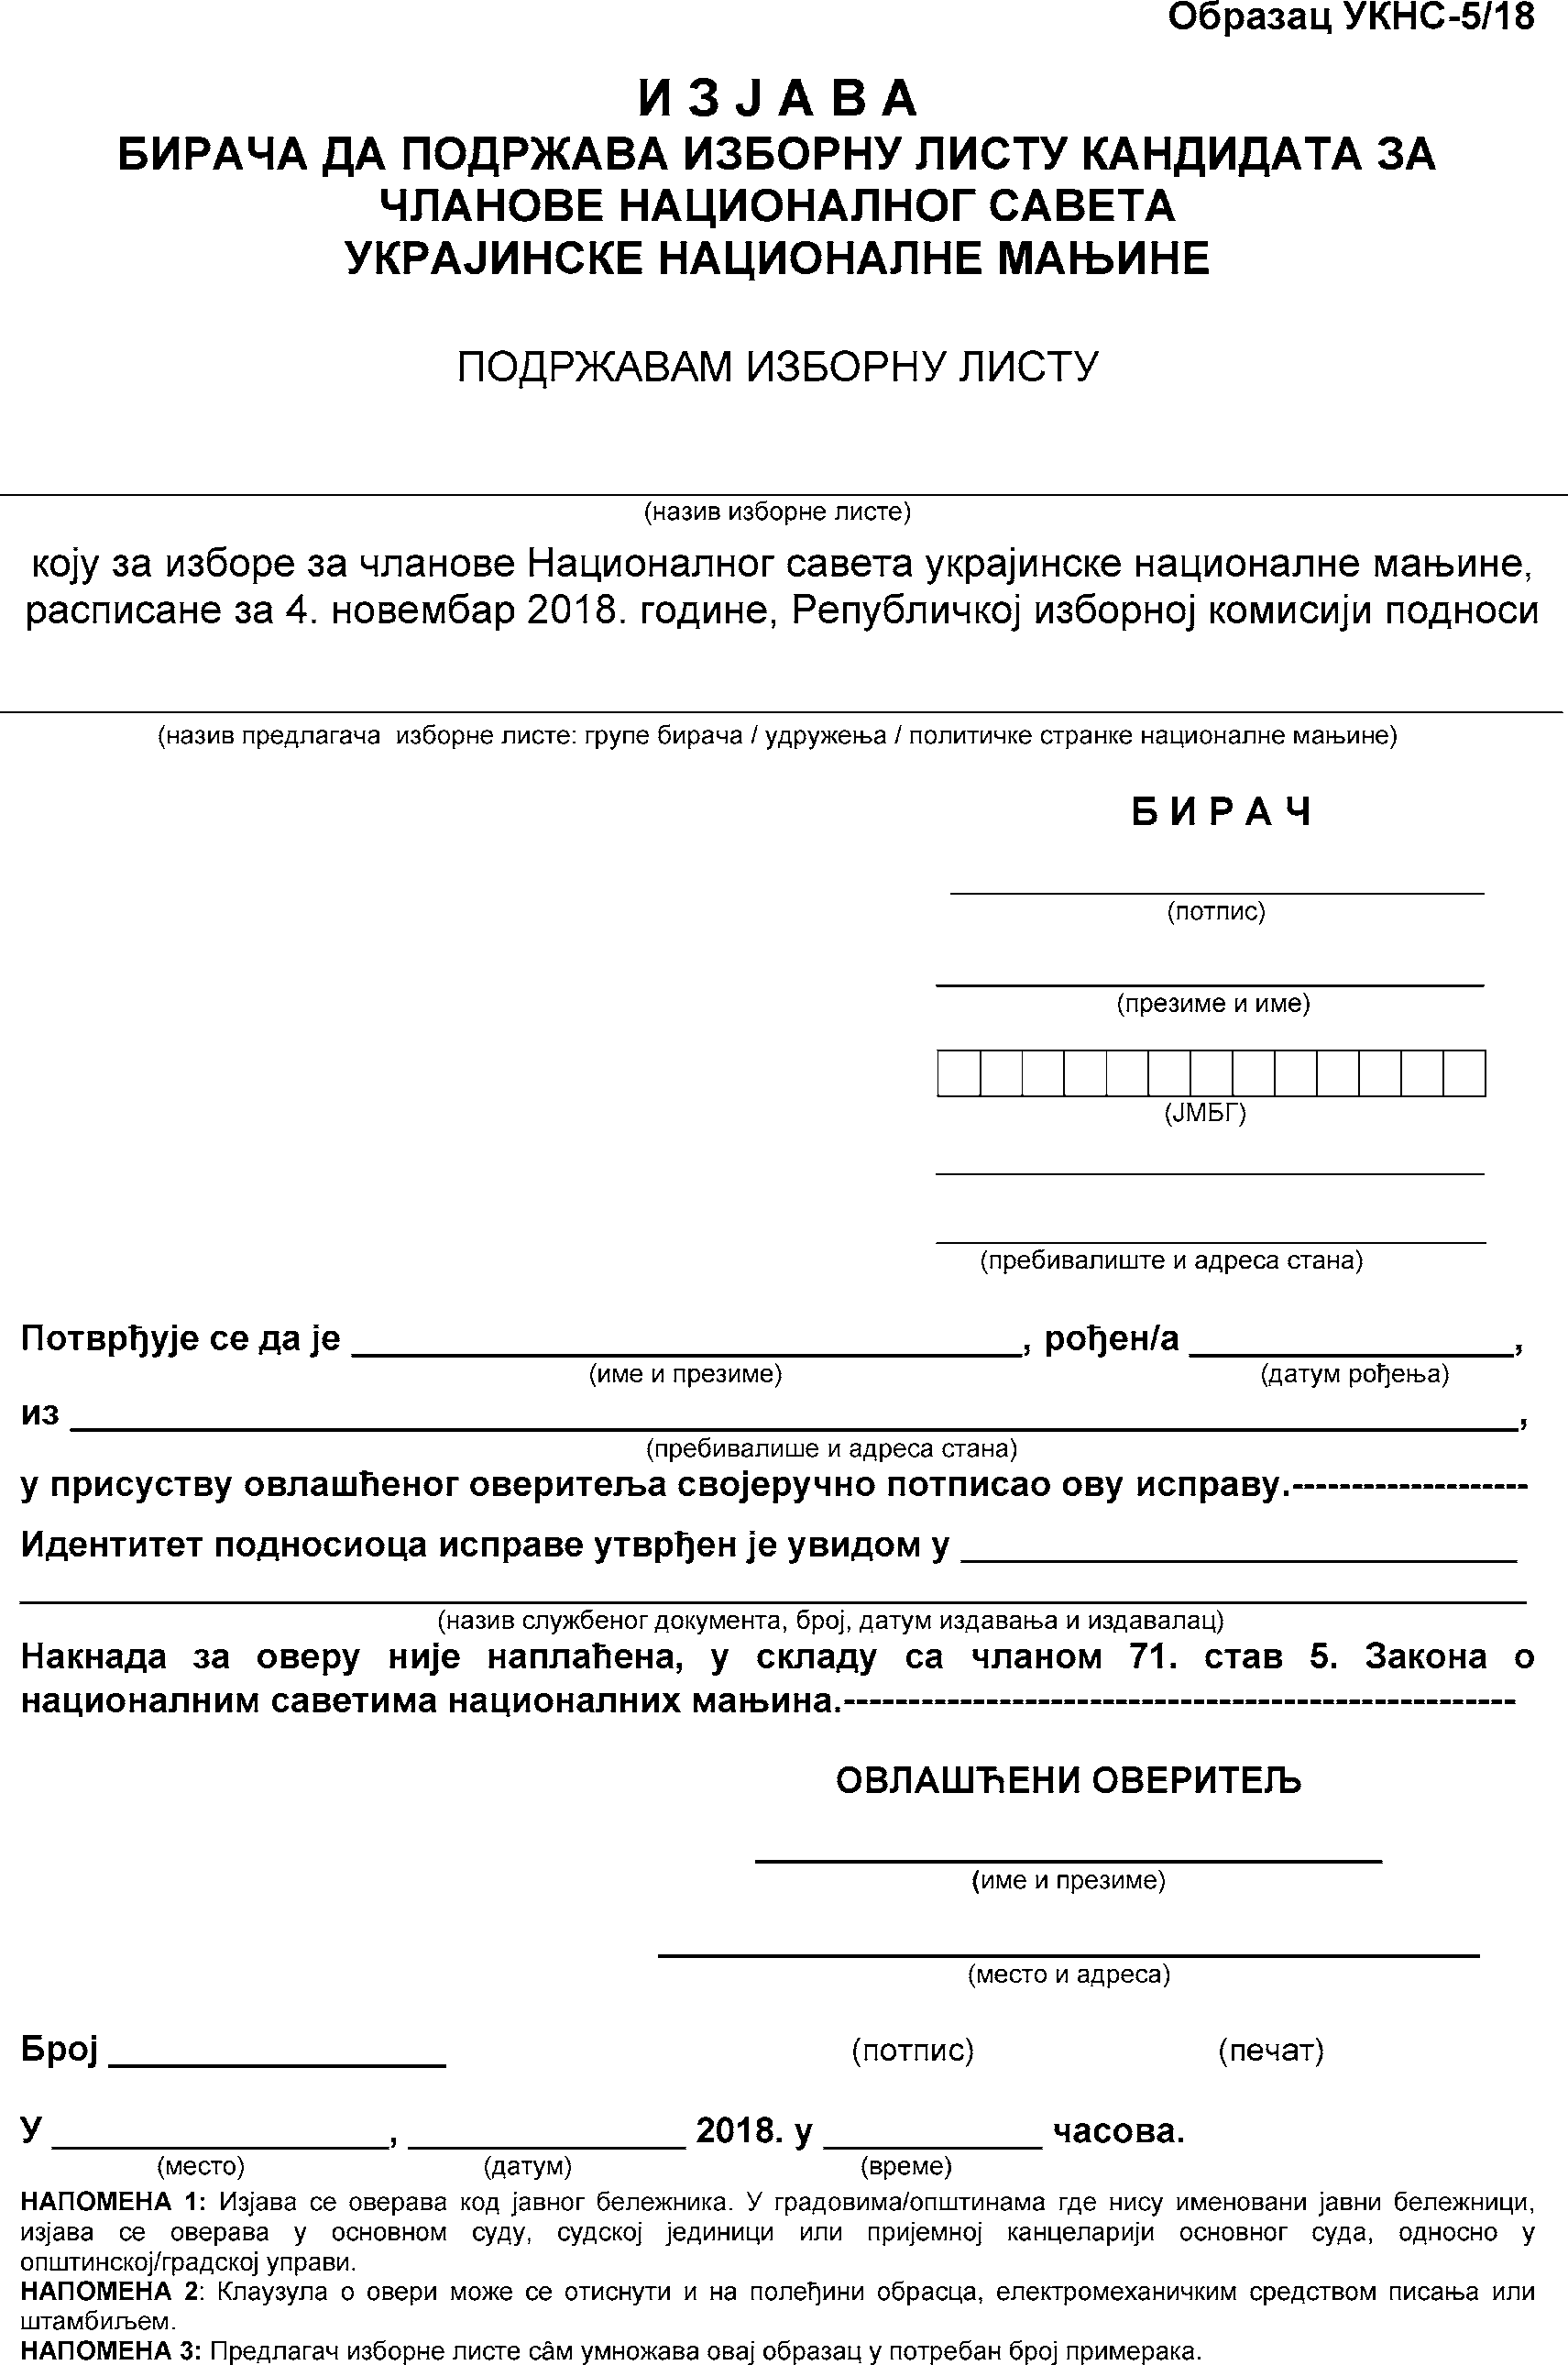 Образац УКНС-5/18
И З Ј А В А
БИРАЧА ДА ПОДРЖАВА ИЗБОРНУ ЛИСТУ КАНДИДАТА ЗА
ЧЛАНОВЕ НАЦИОНАЛНОГ САВЕТА
УКРАЈИНСКЕ НАЦИОНАЛНЕ МАЊИНЕ
ПОДРЖАВАМ ИЗБОРНУ ЛИСТУ
(назив изборне листе)
коју за изборе за чланове Националног савета украјинске националне мањине,
расписане за 4. новембар 2018. године, Републичкој изборној комисији подноси
(назив предлагача изборне листе: групе бирача / удружења / политичке странке националне мањине)
Б И Р А Ч
(потпис)
(презиме и име)
(ЈМБГ)
(пребивалиште и адреса стана)
Потврђује се да је ______________________, рођен/а ______________,
(име и презиме) (датум рођења)
из ______________________,
(пребивалише и адреса стана)
у присуству овлашћеног оверитеља својеручно потписао ову исправу.--------------------
Идентитет подносиоца исправе утврђен је увидом у ______________________
(назив службеног документа, број, датум издавања и издавалац)
Накнада за оверу није наплаћена, у складу са чланом 71. став 5. Закона о
националним саветима националних мањина.----------------------------------------------------
ОВЛАШЋЕНИ ОВЕРИТЕЉ
(име и презиме)
(место и адреса)
Број ______________ (потпис) (печат)
У ______________, ______________ 2018. у __________ часова.
(место) (датум) (време)
НАПОМЕНА 1: Изјава се оверава код јавног бележника. У градовима/општинама где нису именовани јавни бележници,
изјава се оверава у основном суду, судској јединици или пријемној канцеларији основног суда, односно у
општинској/градској управи.
НАПОМЕНА 2: Клаузула о овери може се отиснути и на полеђини обрасца, електромеханичким средством писања или
штамбиљем.
НАПОМЕНА 3: Предлагач изборне листе сâм умножава овај образац у потребан број примерака.